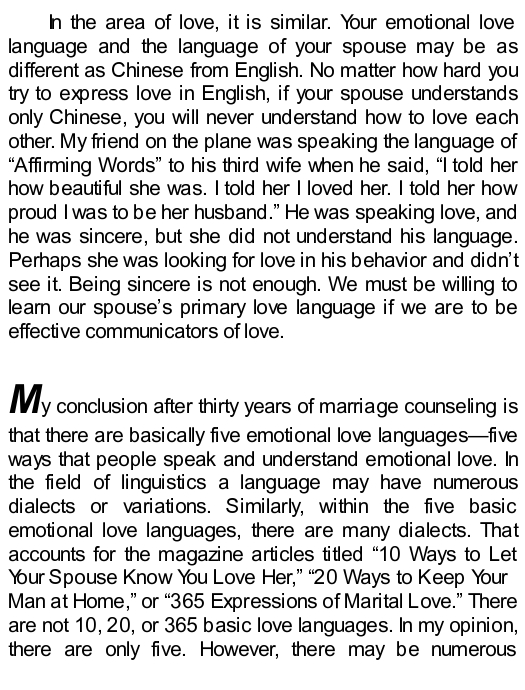 In the area of love, it is similar. Your emotional love
language and the language of your spouse may be as
different as Chinese from English. No matter how hard you
try to express love in English, if your spouse understands
only Chinese, you will never understand how to love each
other. My friend on the plane was speaking the language of
“Affirming Words” to his third wife when he said, “I told her
how beautiful she was. I told her I loved her. I told her how
proud I was to be her husband.” He was speaking love, and
he was sincere, but she did not understand his language.
Perhaps she was looking for love in his behavior and didn’t
see it. Being sincere is not enough. We must be willing to
learn our spouse’s primary love language if we are to be
effective communicators of love.
My conclusion after thirty years of marriage counseling is
that there are basically five emotional love languages—five
ways that people speak and understand emotional love. In
the field of linguistics a language may have numerous
dialects or variations. Similarly, within the five basic
emotional love languages, there are many dialects. That
accounts for the magazine articles titled “10 Ways to Let
Your Spouse Know You Love Her,” “20 Ways to Keep Your
Man at Home,” or “365 Expressions of Marital Love.” There
are not 10, 20, or 365 basic love languages. In my opinion,
there are only five. However, there may be numerous